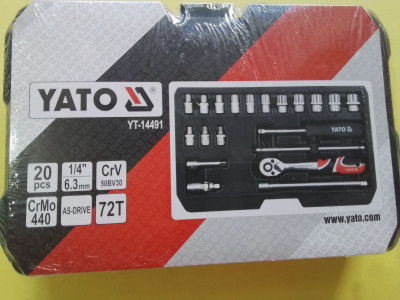 YATO
YT-14491
YATO
20 pcs
1/4" 6.3mm
CrV 50BV30
CrMo 440
AS-DRIVE
72T
www.yato.com